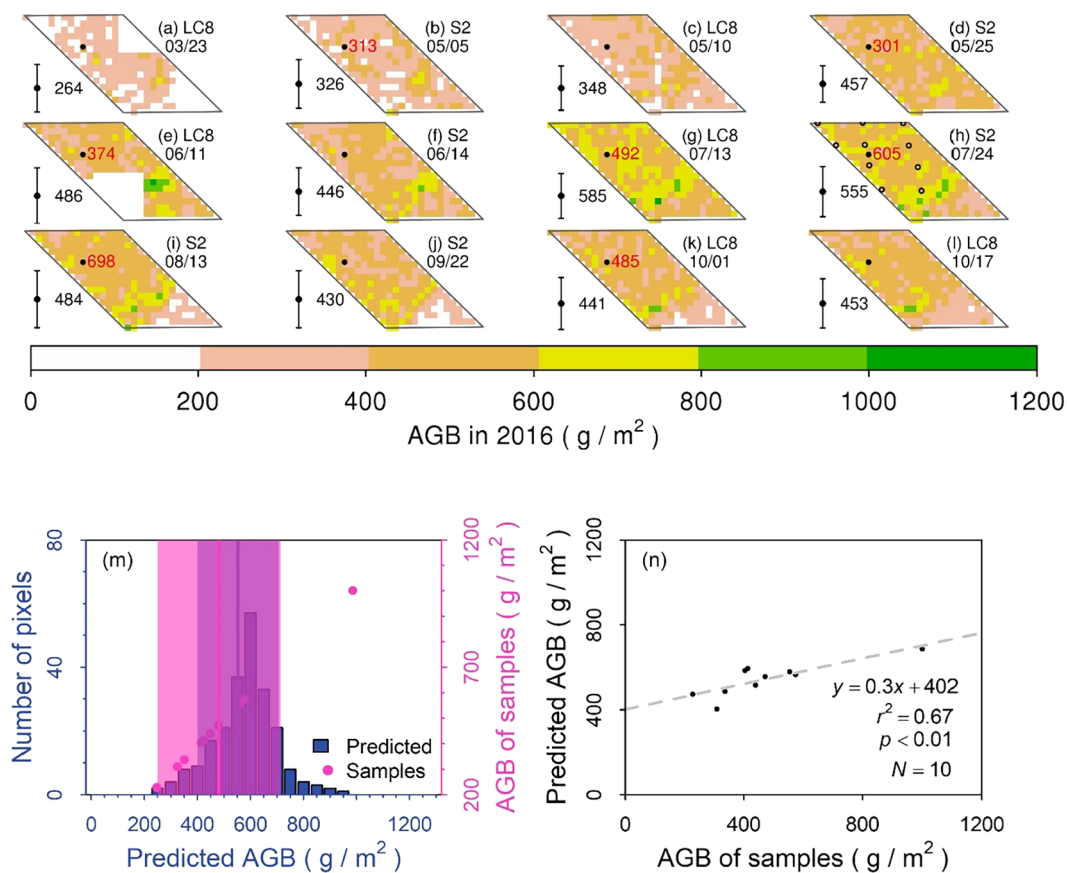 (a) LC8
03/23
264
(b) S2
05/05
313
326
(c) LC8
05/10
348
(d) S2
05/25
301
457
(e) LC8
06/11
374
486
(f) S2
06/14
446
(g) LC8
07/13
492
585
(h) S2
07/24
605
555
(i) S2
08/13
698
484
(j) S2
09/22
430
(k) LC8
10/01
485
441
(l) LC8
10/17
453
0 200 400 600 800 1000 1200
AGB in 2016 ( g / m² )
(m)
Number of pixels
0 40 80
AGB of samples ( g / m² )
200 700 1200
Predicted
Samples
0 200 400 600 800 1200
Predicted AGB ( g / m² )
(n)
Predicted AGB ( g / m² )
0 400 800 1200
y = 0.3x + 402
r² = 0.67
p < 0.01
N = 10
0 400 800 1200
AGB of samples ( g / m² )